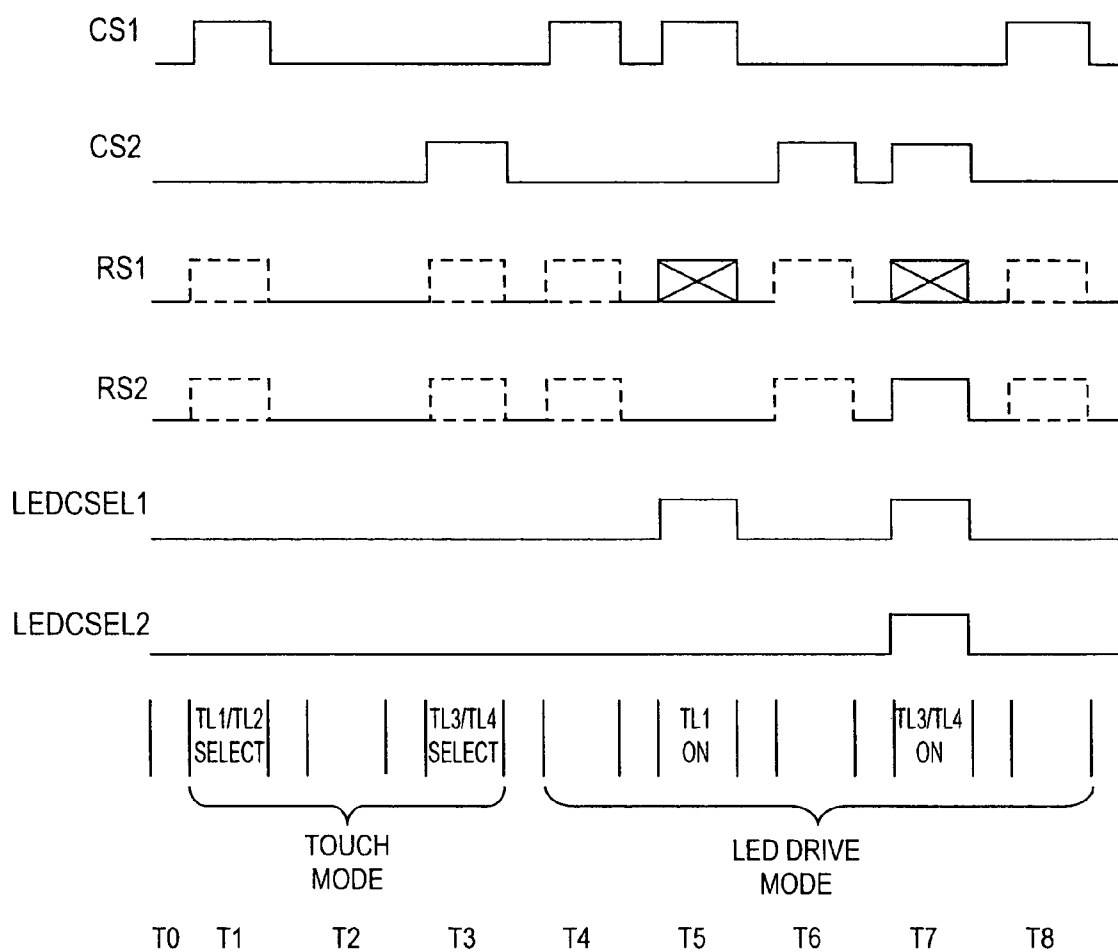 CS1
CS2
RS1
RS2
LEDCSEL1
LEDCSEL2
TL1/TL2
SELECT
TL3/TL4
SELECT
TL1
ON
TL3/TL4
ON
TOUCH
MODE
LED DRIVE
MODE
T0 T1 T2 T3 T4 T5 T6 T7 T8